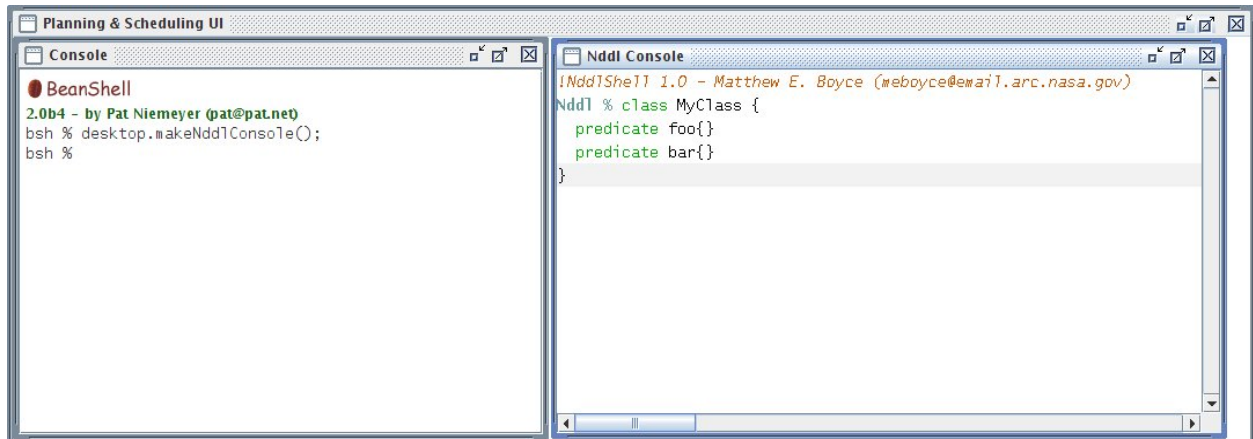 Planning & Scheduling UI
Console
BeanShell
2.0b4 - by Pat Niemeyer (pat@pat.net)
bsh % desktop.makeNddlConsole();
bsh %
Nddl Console
!NddlShell 1.0 - Matthew E. Boyce (meboyce@email.arc.nasa.gov)
Nddl % class MyClass {
predicate foo{}
predicate bar{}
}